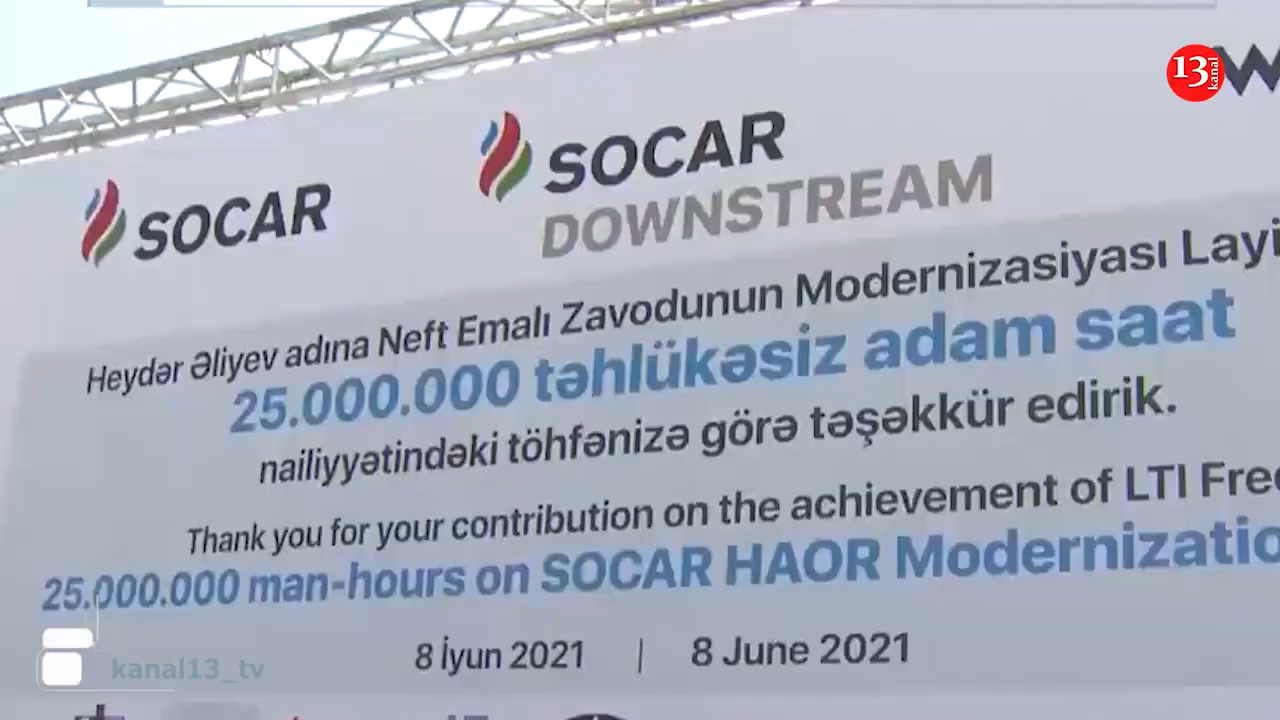 13 kanal
SOCAR
SOCAR
DOWNSTREAM
Heydər Əliyev adına Neft Emalı Zavodunun Modernizasiyası
25.000.000 təhlükəsiz adam saat
nailiyyətindəki töhfənizə görə təşəkkür edirik.
Thank you for your contribution on the achievement of LTI
25.000.000 man-hours on SOCAR HAOR
8 İyun 2021 | 8 June 2021
kanal13_tv